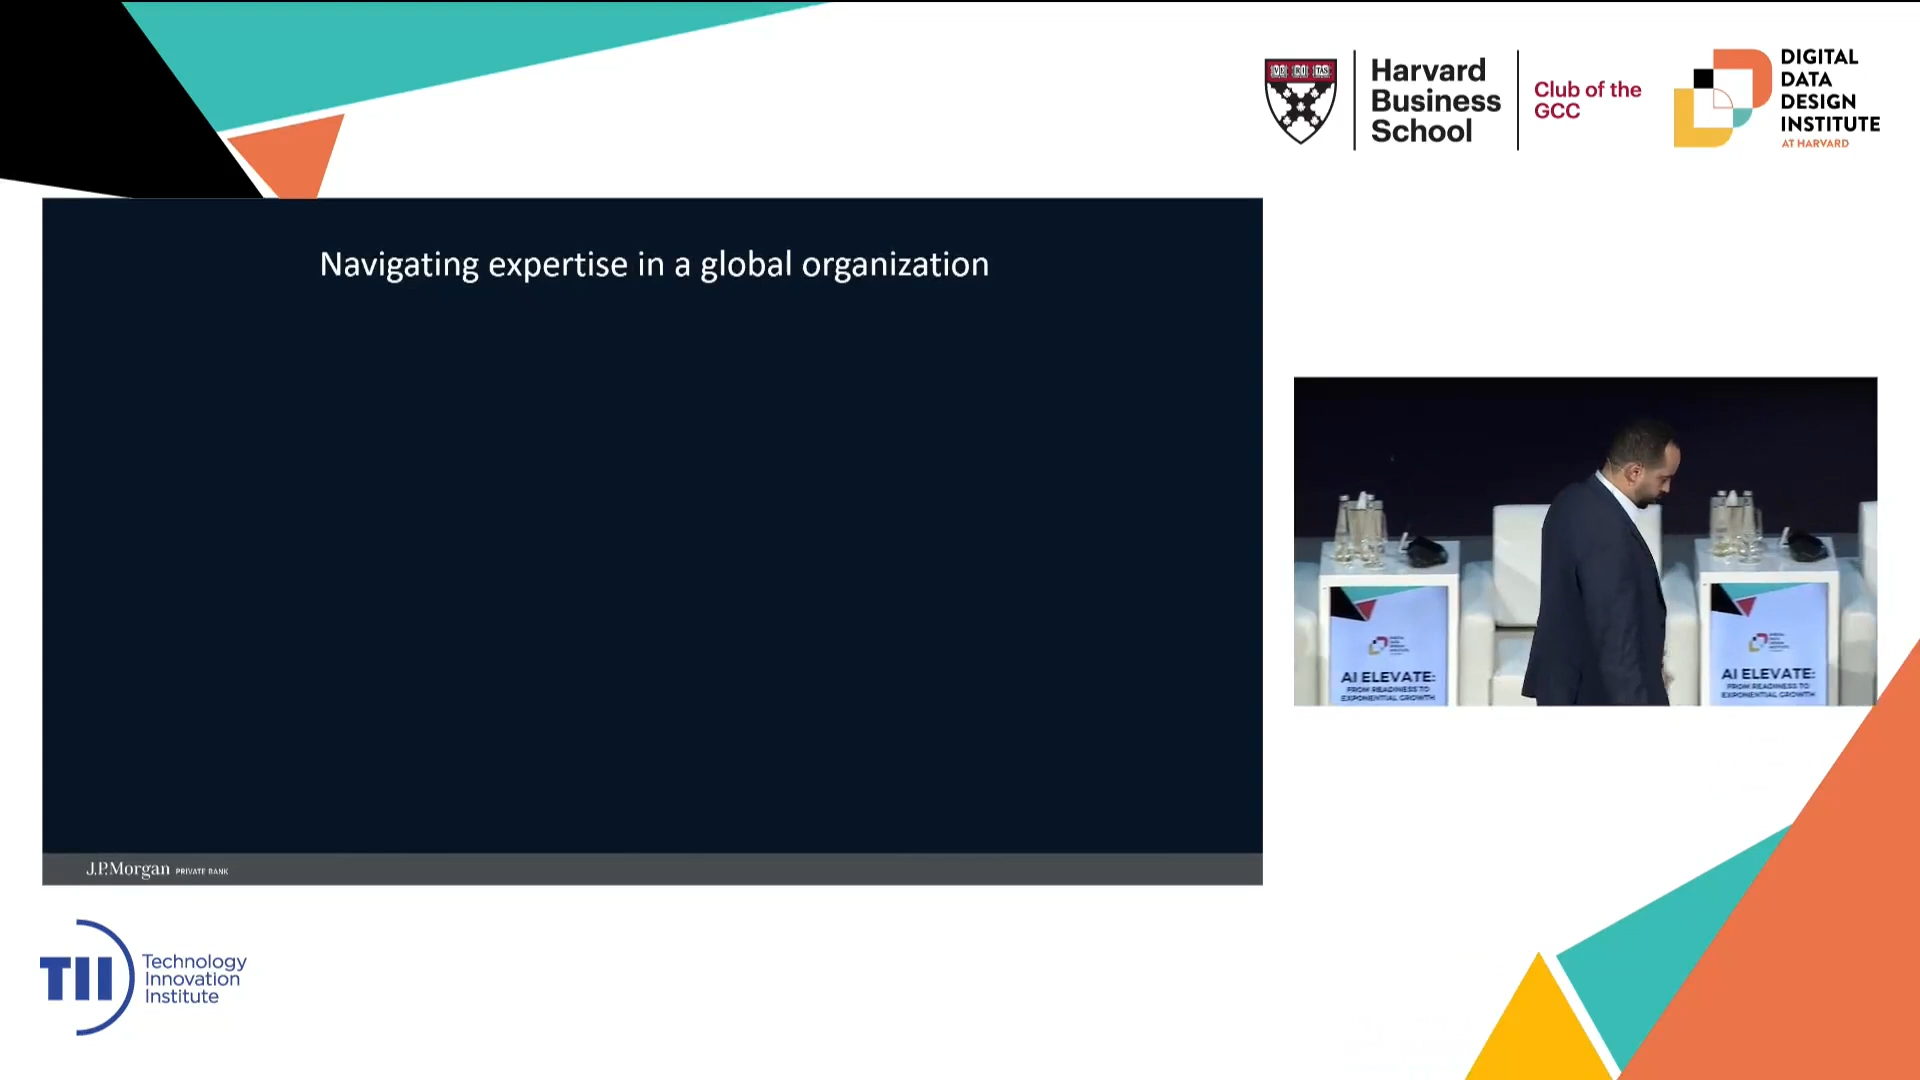 Harvard
Business
School
Club of the
GCC
DIGITAL
DATA
DESIGN
INSTITUTE
AT HARVARD
Navigating expertise in a global organization
J.P.Morgan PRIVATE BANK
AI ELEVATE:
FROM READINESS TO
EXPONENTIAL GROWTH
AI ELEVATE:
FROM READINESS TO
EXPONENTIAL GROWTH
TII
Technology
Innovation
Institute